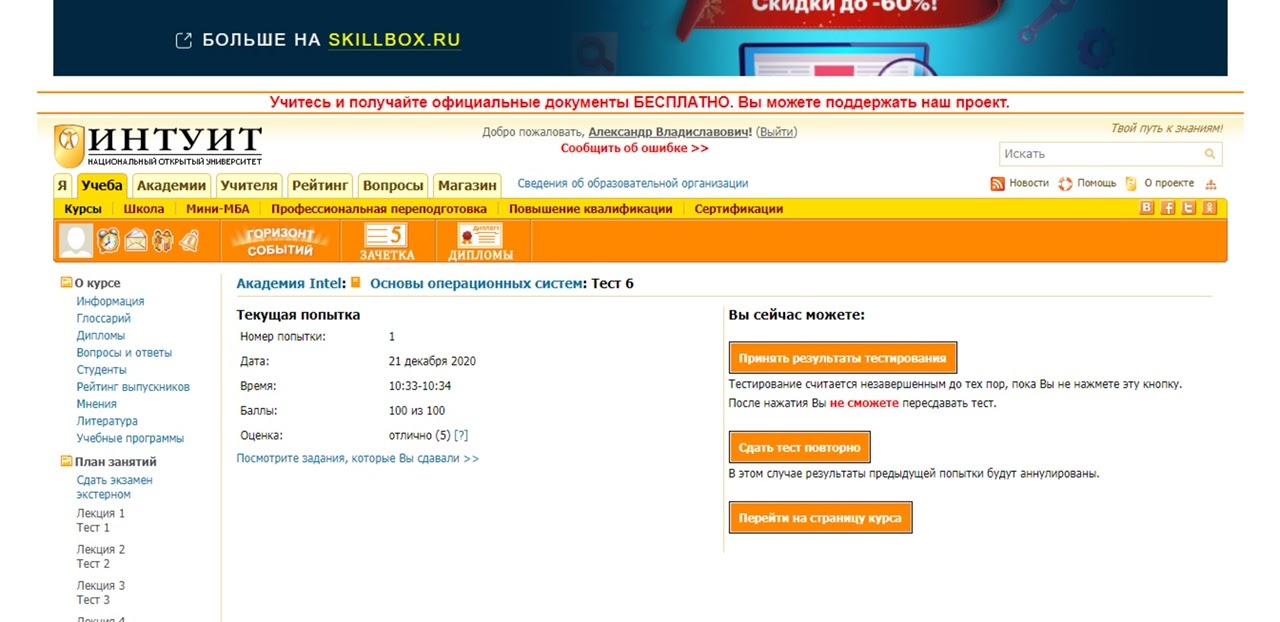 Скидки до -60%!
БОЛЬШЕ НА SKILLBOX.RU
Учитесь и получайте официальные документы БЕСПЛАТНО. Вы можете поддержать наш проект.
ИНТУИТ
НАЦИОНАЛЬНЫЙ ОТКРЫТЫЙ УНИВЕРСИТЕТ
Добро пожаловать, Александр Владиславович! (Выйти)
Сообщить об ошибке >>
Твой путь к знаниям!
Искать
Я Учеба Академии Учителя Рейтинг Вопросы Магазин Сведения об образовательной организации
Новости Помощь О проекте
Курсы Школа Мини-МБА Профессиональная переподготовка Повышение квалификации Сертификации
ГОРИЗОНТ СОБЫТИЙ
5
ЗАЧЕТКА
ДИПЛОМ
ДИПЛОМЫ
О курсе
Информация
Глоссарий
Дипломы
Вопросы и ответы
Студенты
Рейтинг выпускников
Мнения
Литература
Учебные программы
План занятий
Сдать экзамен
экстерном
Лекция 1
Тест 1
Лекция 2
Тест 2
Лекция 3
Тест 3
Лекция 4
Академия Intel: Основы операционных систем: Тест 6
Текущая попытка
Номер попытки: 1
Дата: 21 декабря 2020
Время: 10:33-10:34
Баллы: 100 из 100
Оценка: отлично (5) [?]
Посмотрите задания, которые Вы сдавали >>
Вы сейчас можете:
Принять результаты тестирования
Тестирование считается незавершенным до тех пор, пока Вы не нажмете эту кнопку.
После нажатия Вы не сможете пересдавать тест.
Сдать тест повторно
В этом случае результаты предыдущей попытки будут аннулированы.
Перейти на страницу курса